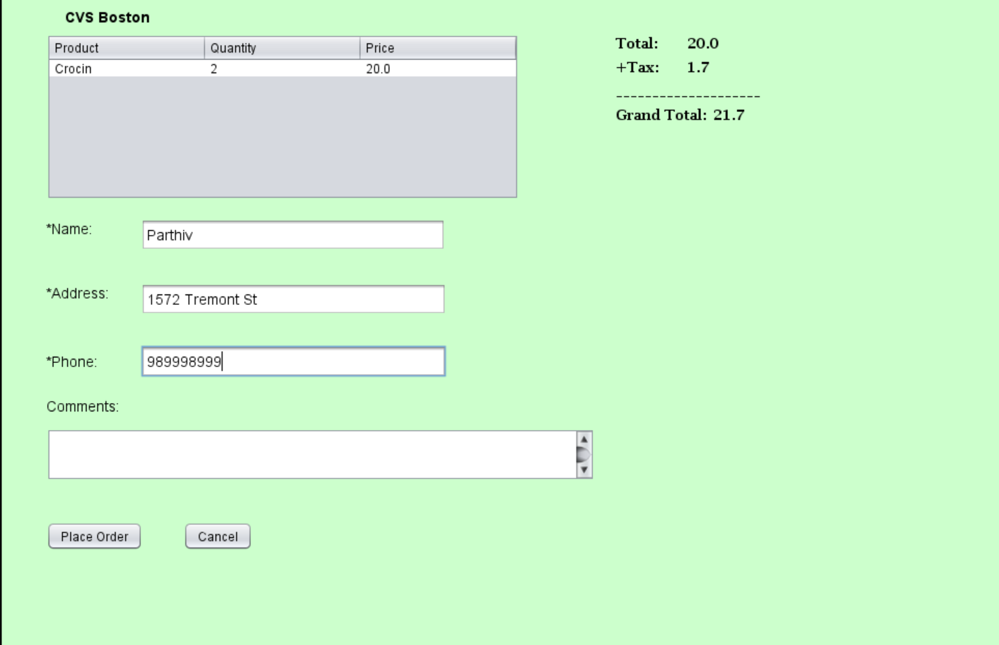 CVS Boston
Product Quantity Price
Crocin 2 20.0
Total: 20.0
+Tax: 1.7
--------------------
Grand Total: 21.7
*Name: Parthiv
*Address: 1572 Tremont St
*Phone: 989998999
Comments:
Place Order Cancel